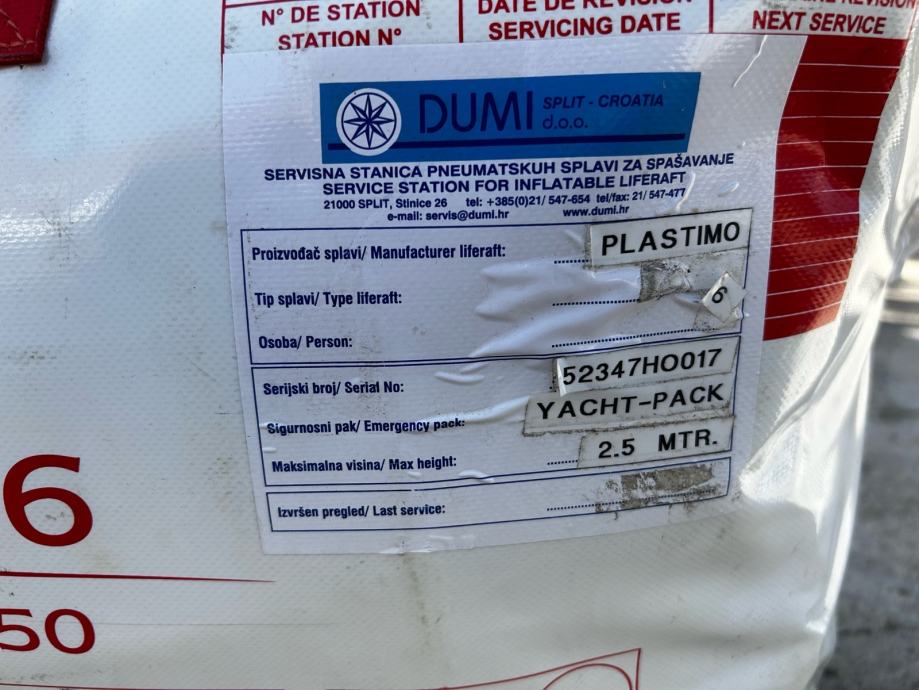 N° DE STATION
STATION N°
DATE DE RÉVISION
SERVICING DATE
RÉVISION
NEXT SERVICE
DUMI SPLIT - CROATIA
d.o.o.
SERVISNA STANICA PNEUMATSKUH SPLAVI ZA SPAŠAVANJE
SERVICE STATION FOR INFLATABLE LIFERAFT
21000 SPLIT, Stinice 26 tel: +385(0)21/ 547-654 tel/fax: 21/ 547-477
e-mail: servis@dumi.hr www.dumi.hr
Proizvođač splavi/ Manufacturer liferaft: PLASTIMO
Tip splavi/ Type liferaft:
6
Osoba/ Person:
Serijski broj/ Serial No: 52347HO017
Sigurnosni pak/ Emergency pack: YACHT-PACK
Maksimalna visina/ Max height: 2.5 MTR.
Izvršen pregled/ Last service:
6
50